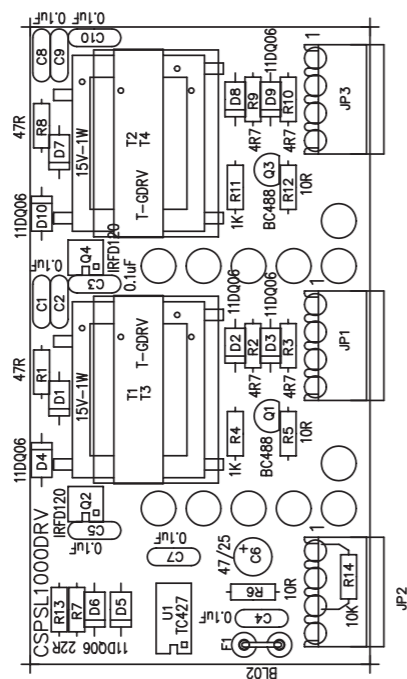 0.1uF
0.1uF
C8
C9
C10
47R
R8
D7
15V-1W
11DQ06
D10
T2
T4
T-GDRV
11DQ06
D8
R9
D9
R10
4R7
4R7
R11
1K
BC488
Q3
R12
10R
JP3
1
IRFD120
Q4
0.1uF
C1
C2
C3
0.1uF
47R
R1
D1
15V-1W
11DQ06
D4
T1
T3
T-GDRV
11DQ06
11DQ06
D2
R2
D3
R3
4R7
4R7
R4
1K
BC488
Q1
R5
10R
JP1
1
CSPSL1000DRV
IRFD120
Q2
C5
0.1uF
0.1uF
C7
47/25
+
C6
R13
R7
D6
D5
22R
11DQ06
U1
TC427
R6
10R
0.1uF
C4
F1
BL02
1
R14
10K
JP2